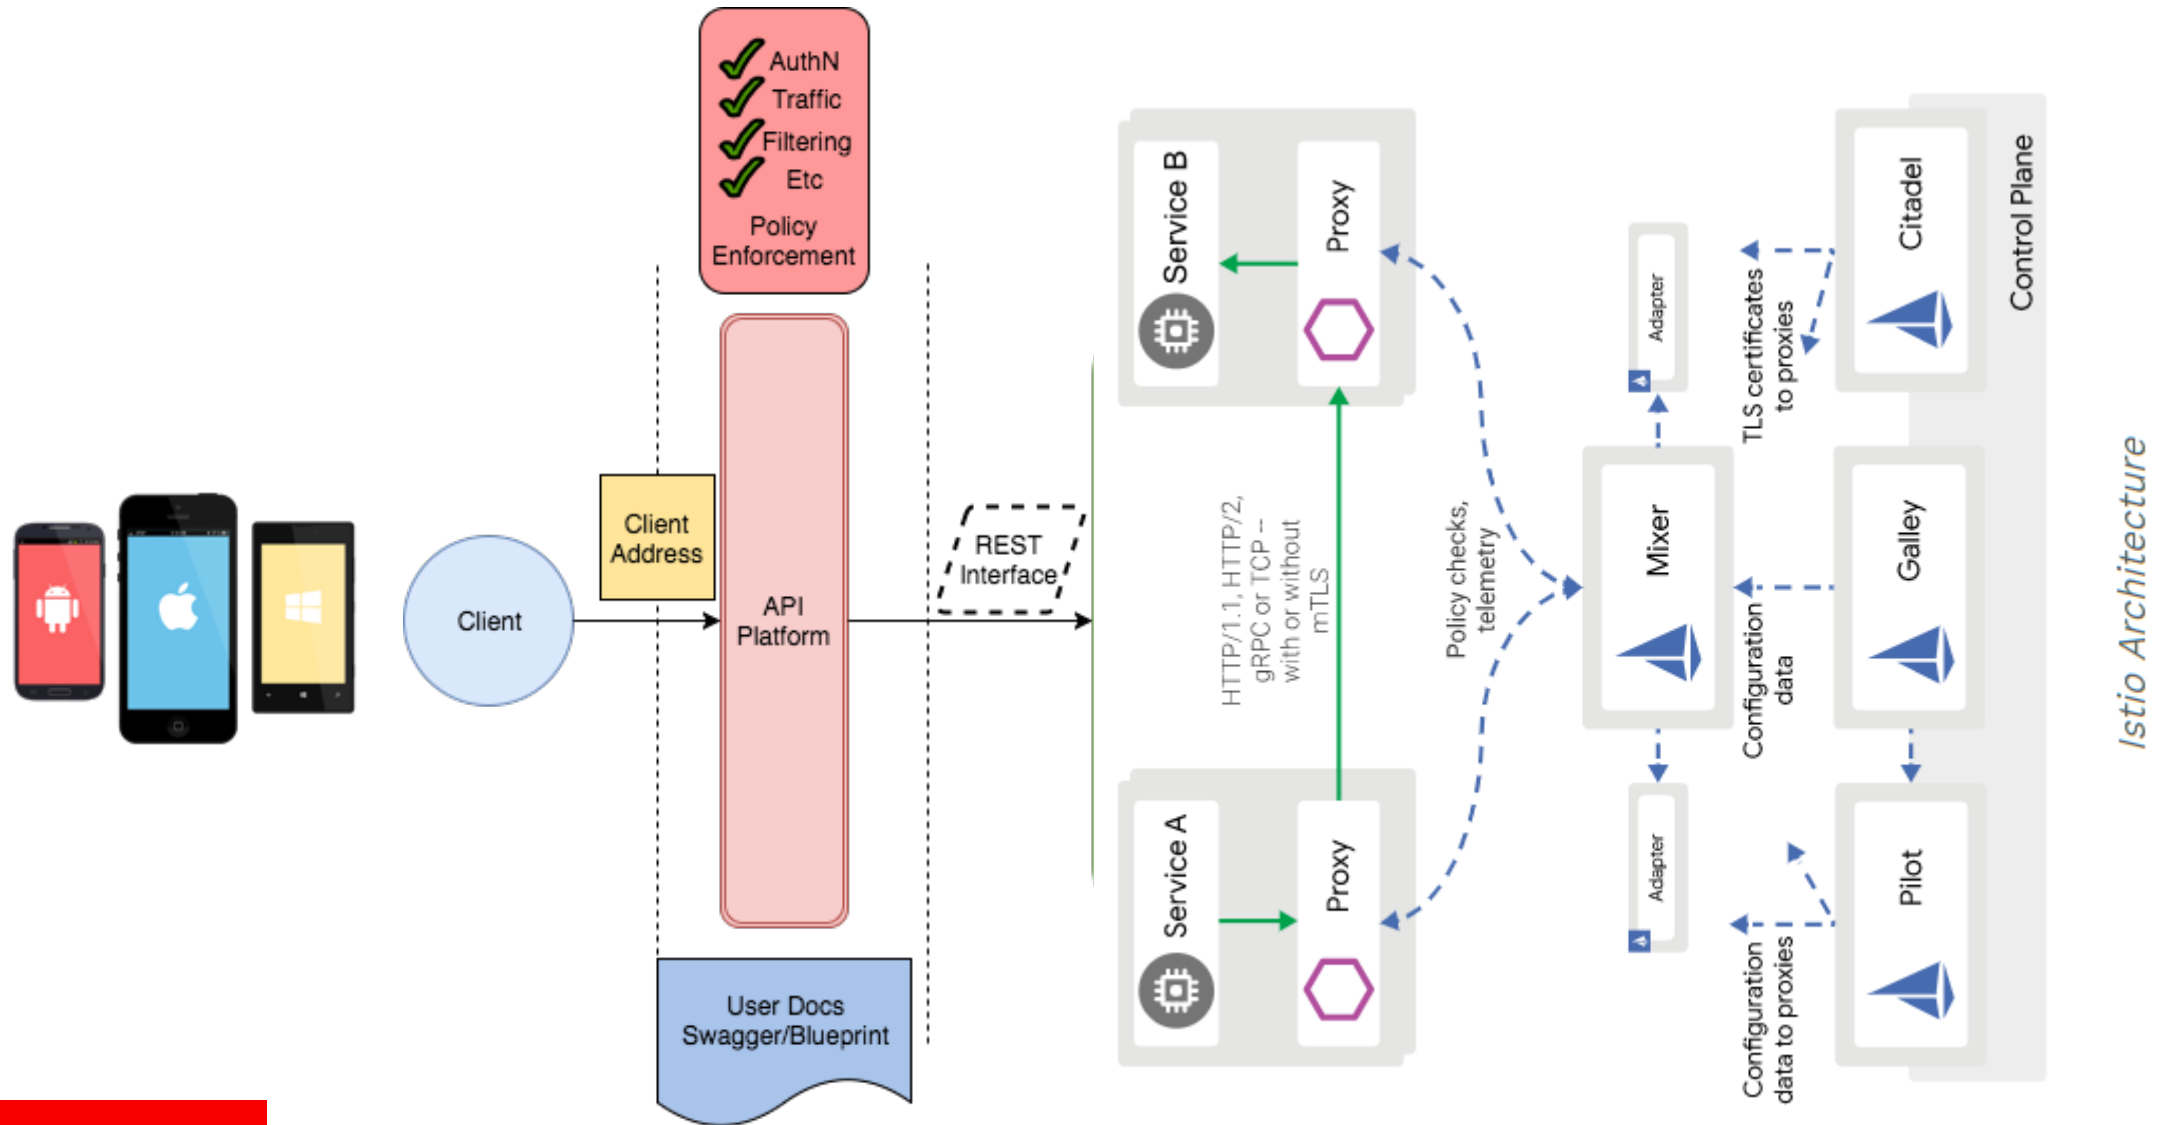 AuthN
Traffic
Filtering
Etc
Policy
Enforcement
Client
Address
Client
API
Platform
REST
Interface
User Docs
Swagger/Blueprint
Service B
Proxy
HTTP/1.1, HTTP/2,
gRPC or TCP --
with or without
mTLS
Service A
Proxy
Policy checks,
telemetry
Adapter
Mixer
Adapter
TLS certificates
to proxies
Configuration
data
Configuration
data to proxies
Citadel
Galley
Pilot
Control Plane
Istio Architecture